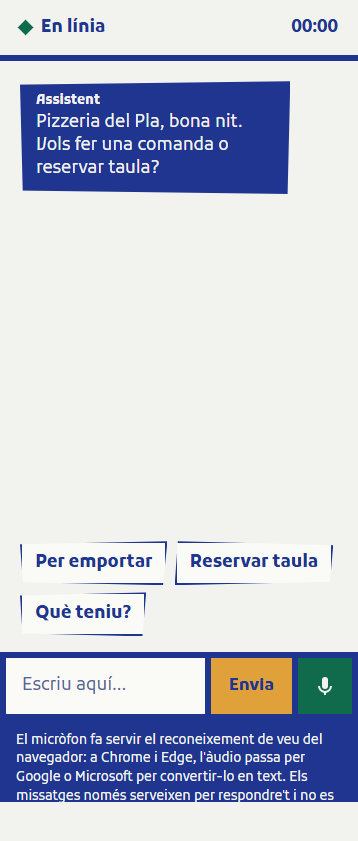 En línia
00:00
Assistent
Pizzeria del Pla, bona nit.
Vols fer una comanda o
reservar taula?
Per emportar
Reservar taula
Què teniu?
Escriu aquí...
Envia
El micròfon fa servir el reconeixement de veu del
navegador: a Chrome i Edge, l'àudio passa per
Google o Microsoft per convertir-lo en text. Els
missatges només serveixen per respondre't i no es